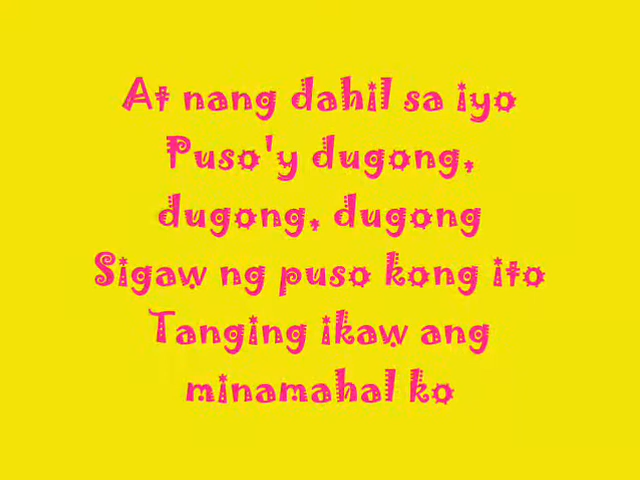 At nang dahil sa iyo
Puso'y dugong,
dugong, dugong
Sigaw ng puso kong ito
Tanging ikaw ang
minamahal ko